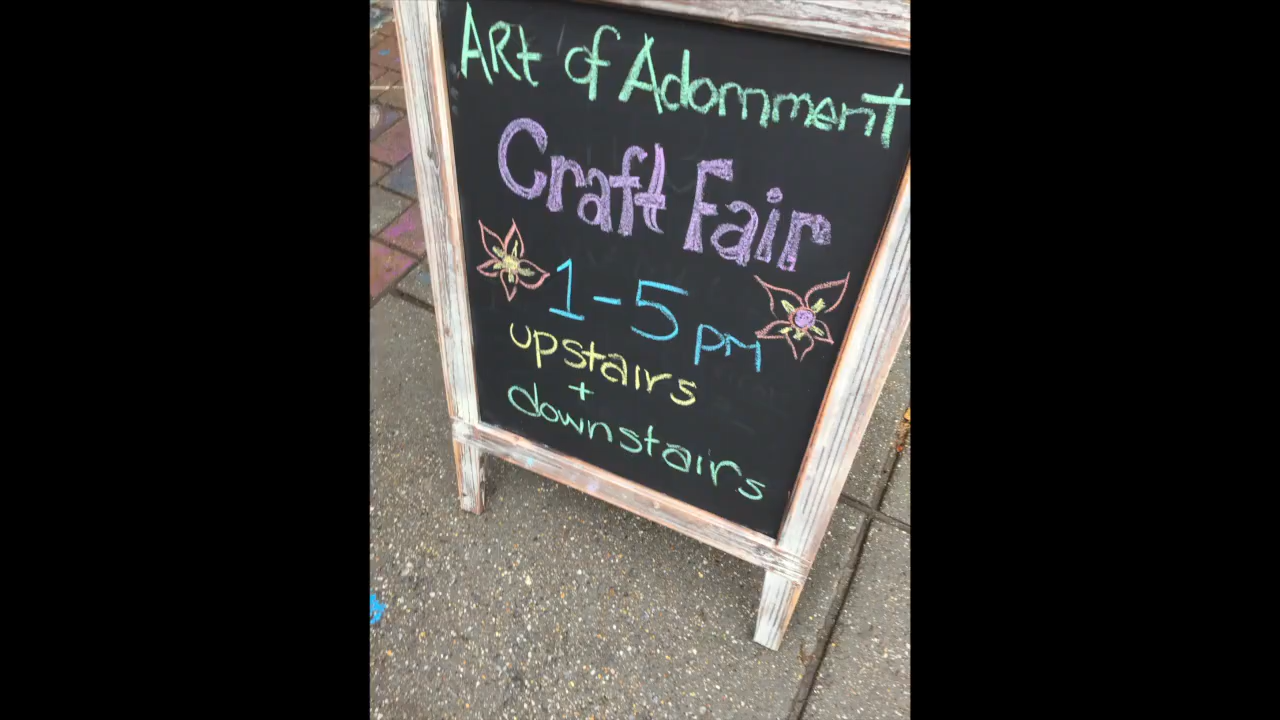 ARt of Adornment
Craft Fair
1-5 pm
upstairs
+
downstairs